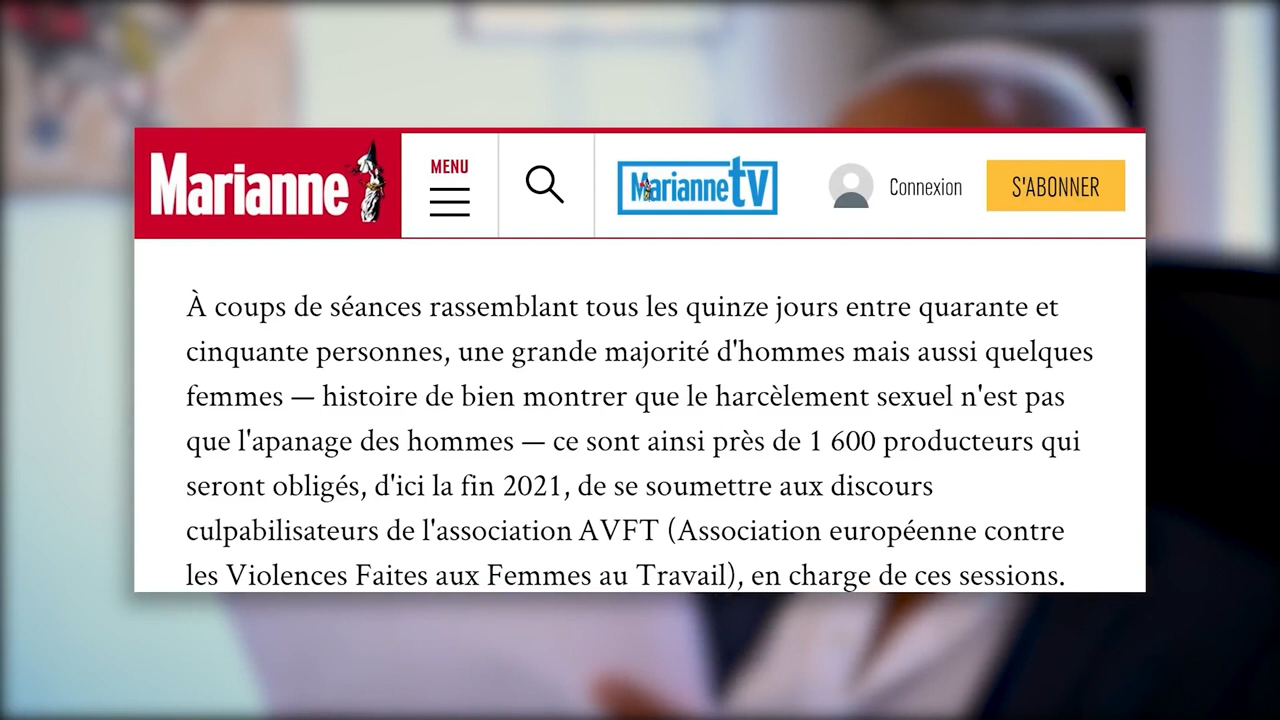 Marianne
MENU
Marianne tv
Connexion
S'ABONNER
À coups de séances rassemblant tous les quinze jours entre quarante et
cinquante personnes, une grande majorité d'hommes mais aussi quelques
femmes — histoire de bien montrer que le harcèlement sexuel n'est pas
que l'apanage des hommes — ce sont ainsi près de 1 600 producteurs qui
seront obligés, d'ici la fin 2021, de se soumettre aux discours
culpabilisateurs de l'association AVFT (Association européenne contre
les Violences Faites aux Femmes au Travail), en charge de ces sessions.